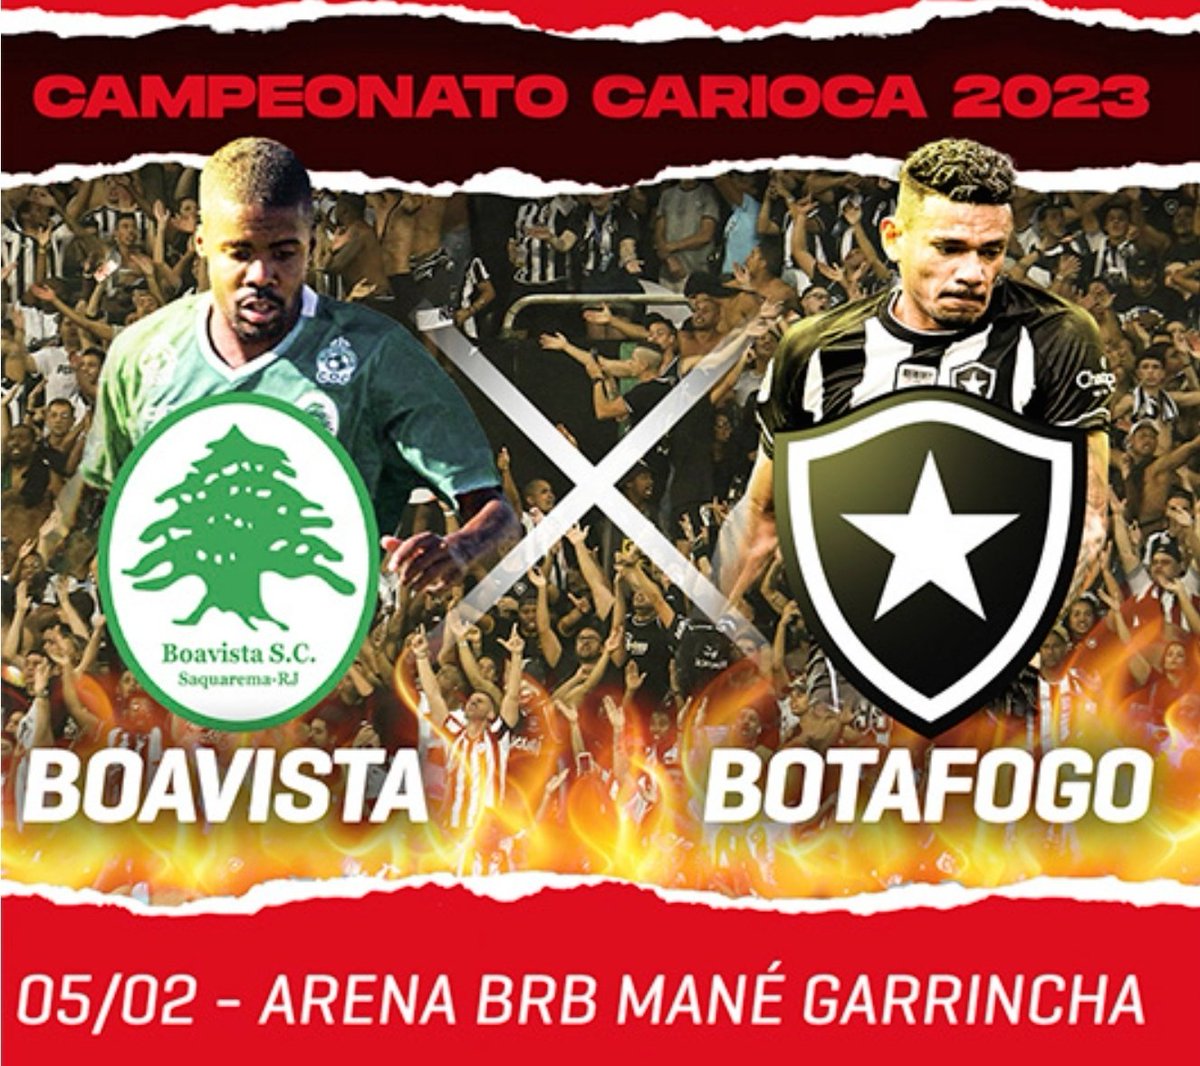 CAMPEONATO CARIOCA 2023
C.D.C
Boavista S.C.
Saquarema-RJ
BOAVISTA
BOTAFOGO
05/02 - ARENA BRB MANÉ GARRINCHA